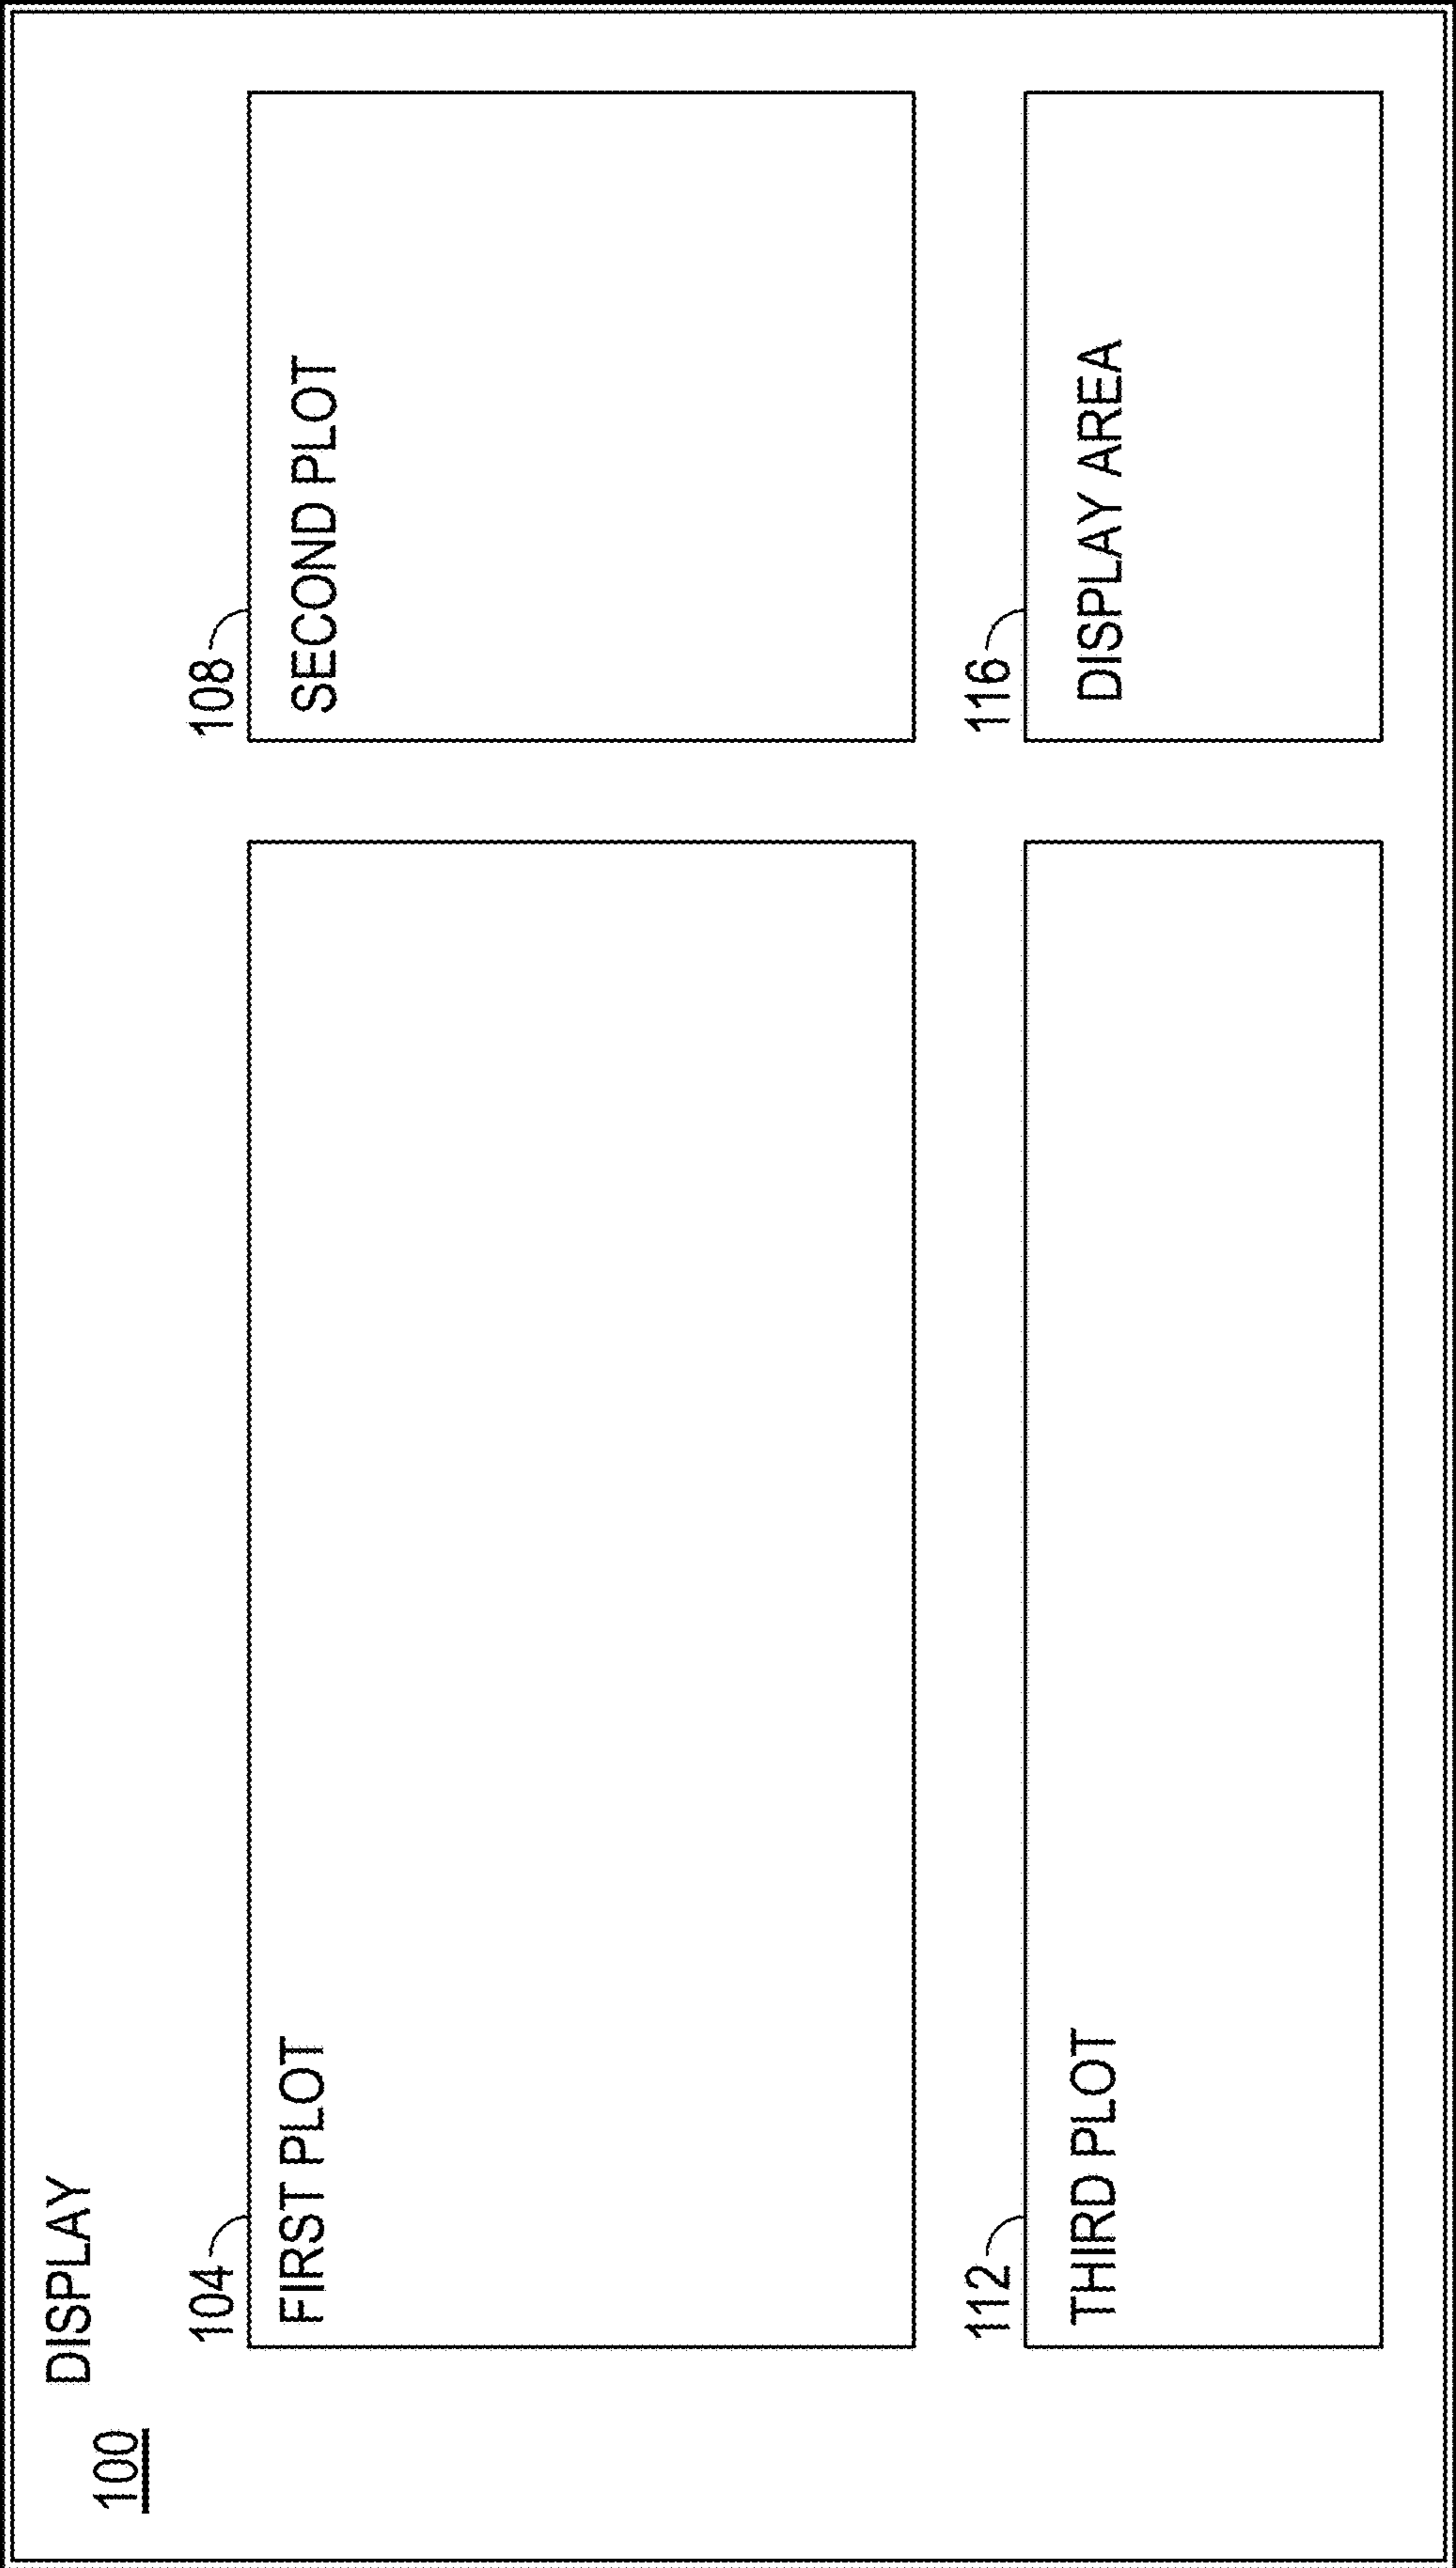 DISPLAY
100
104
FIRST PLOT
108
SECOND PLOT
112
THIRD PLOT
116
DISPLAY AREA